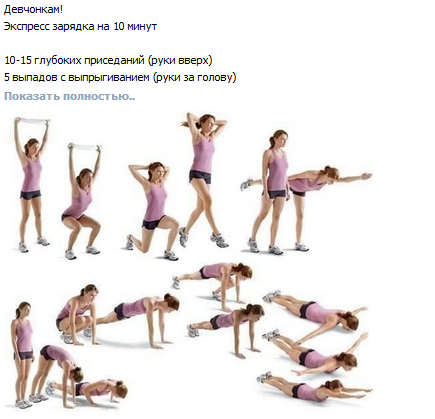 Девчонкам!
Экспресс зарядка на 10 минут
10-15 глубоких приседаний (руки вверх)
5 выпадов с выпрыгиванием (руки за голову)
Показать полностью..